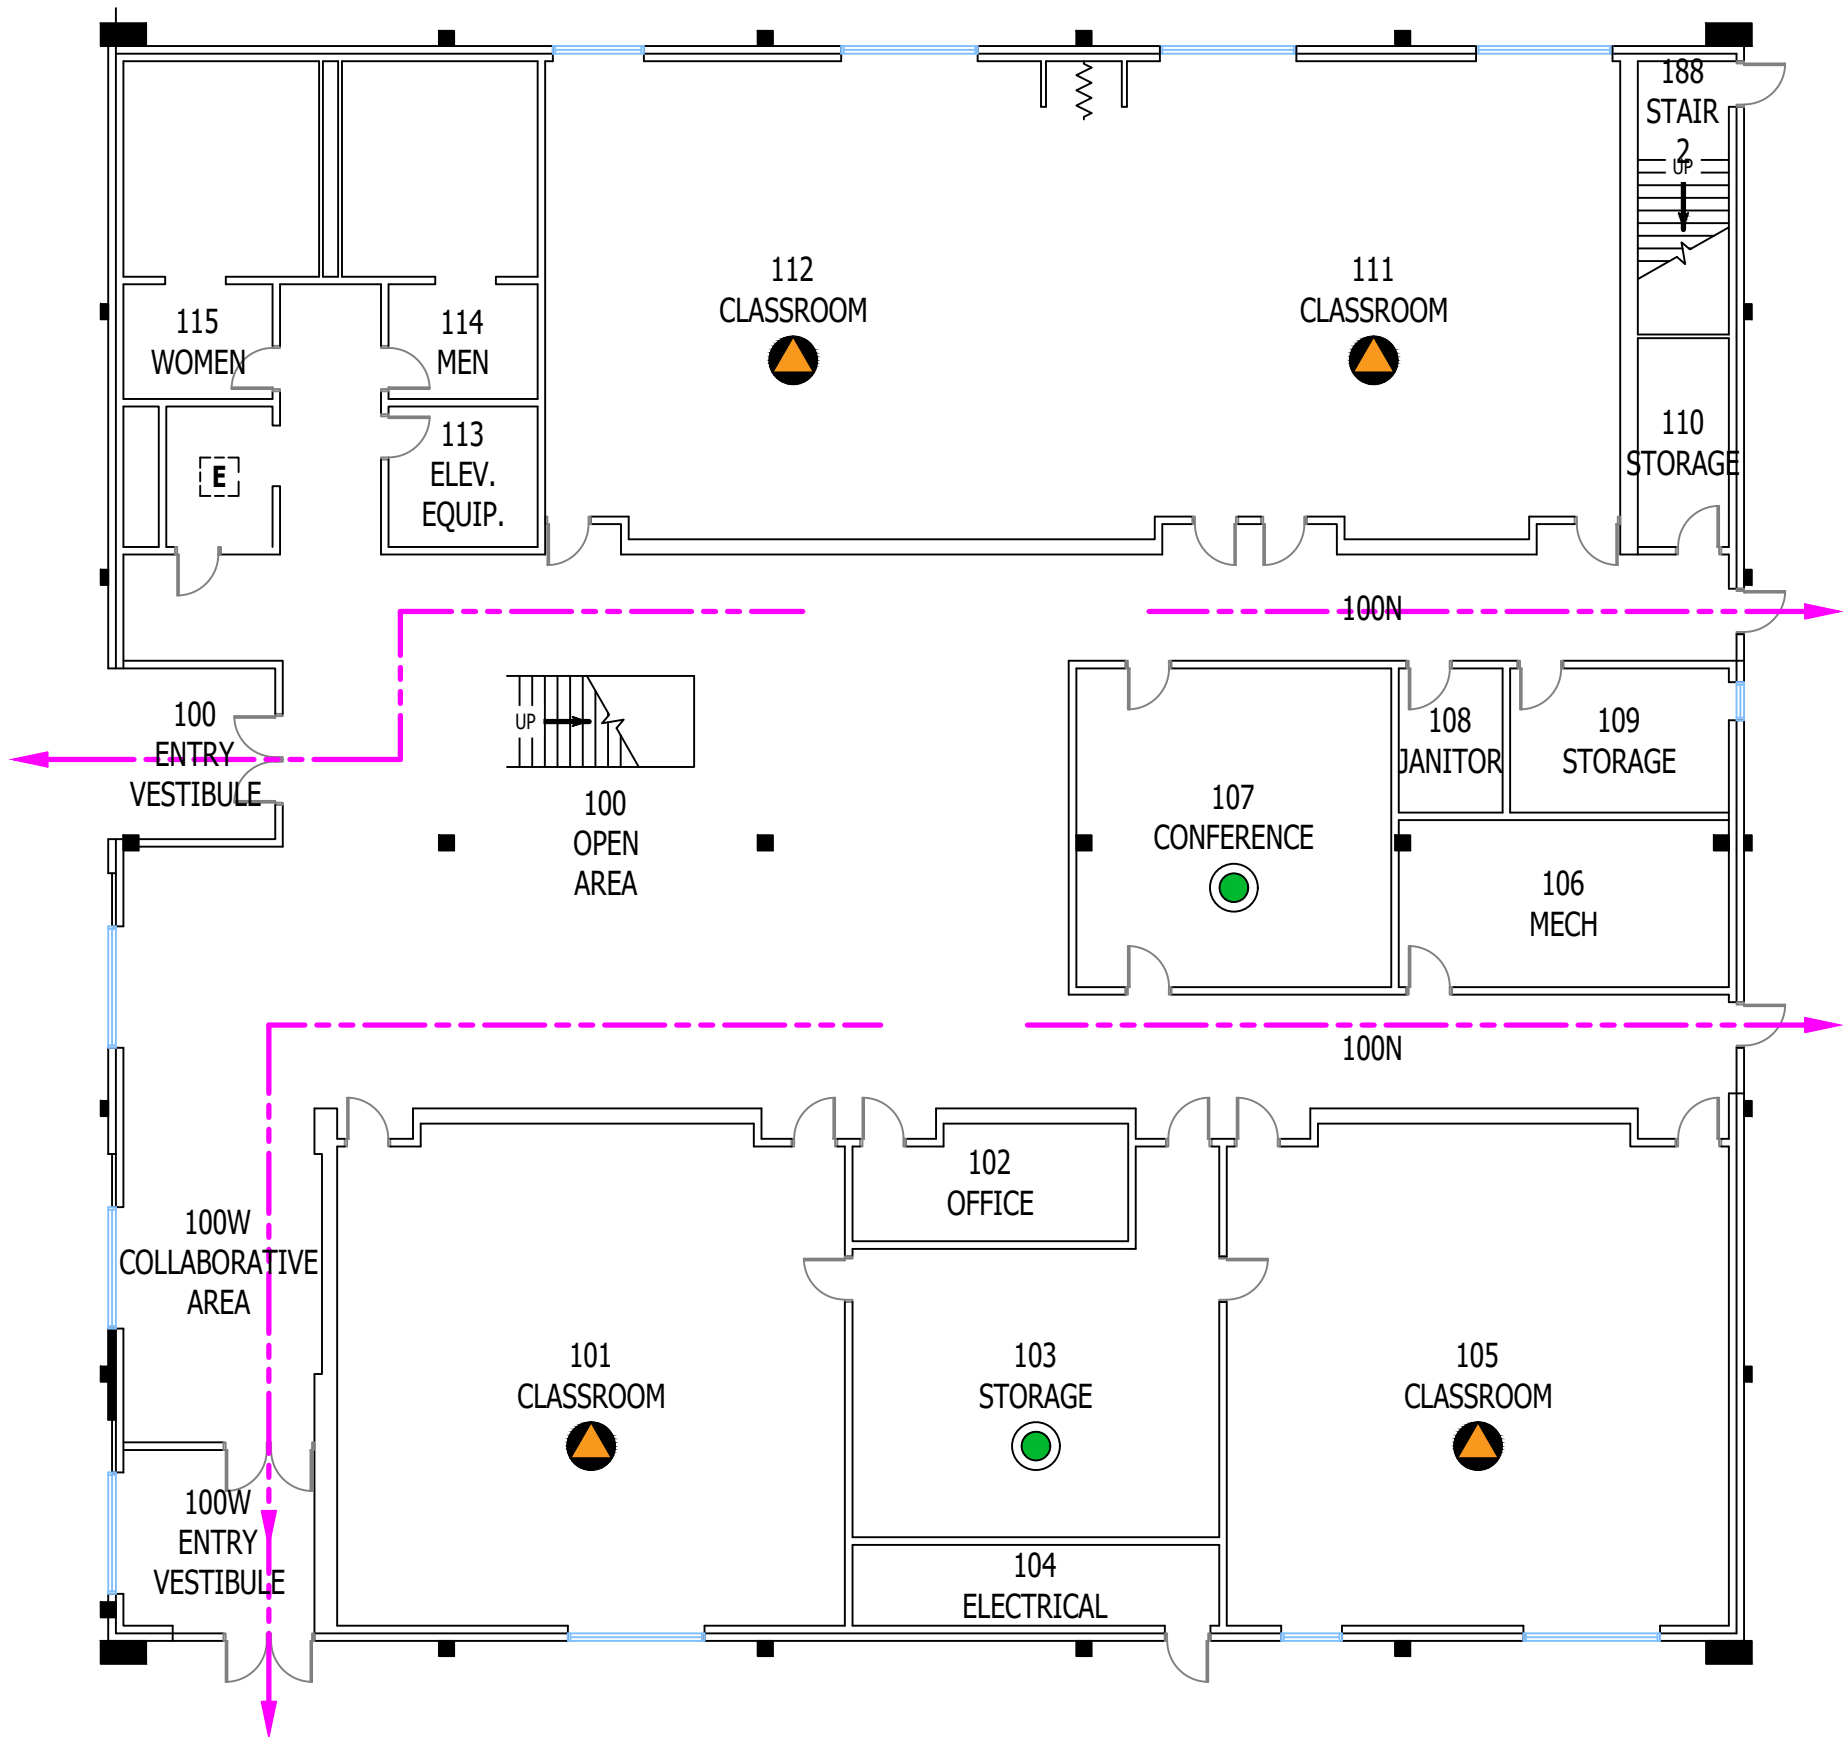 188
STAIR
2
UP
112
CLASSROOM
111
CLASSROOM
115
WOMEN
114
MEN
113
ELEV.
EQUIP.
E
110
STORAGE
100N
100
ENTRY
VESTIBULE
UP
100
OPEN
AREA
107
CONFERENCE
108
JANITOR
109
STORAGE
106
MECH
100N
102
OFFICE
100W
COLLABORATIVE
AREA
101
CLASSROOM
103
STORAGE
105
CLASSROOM
100W
ENTRY
VESTIBULE
104
ELECTRICAL